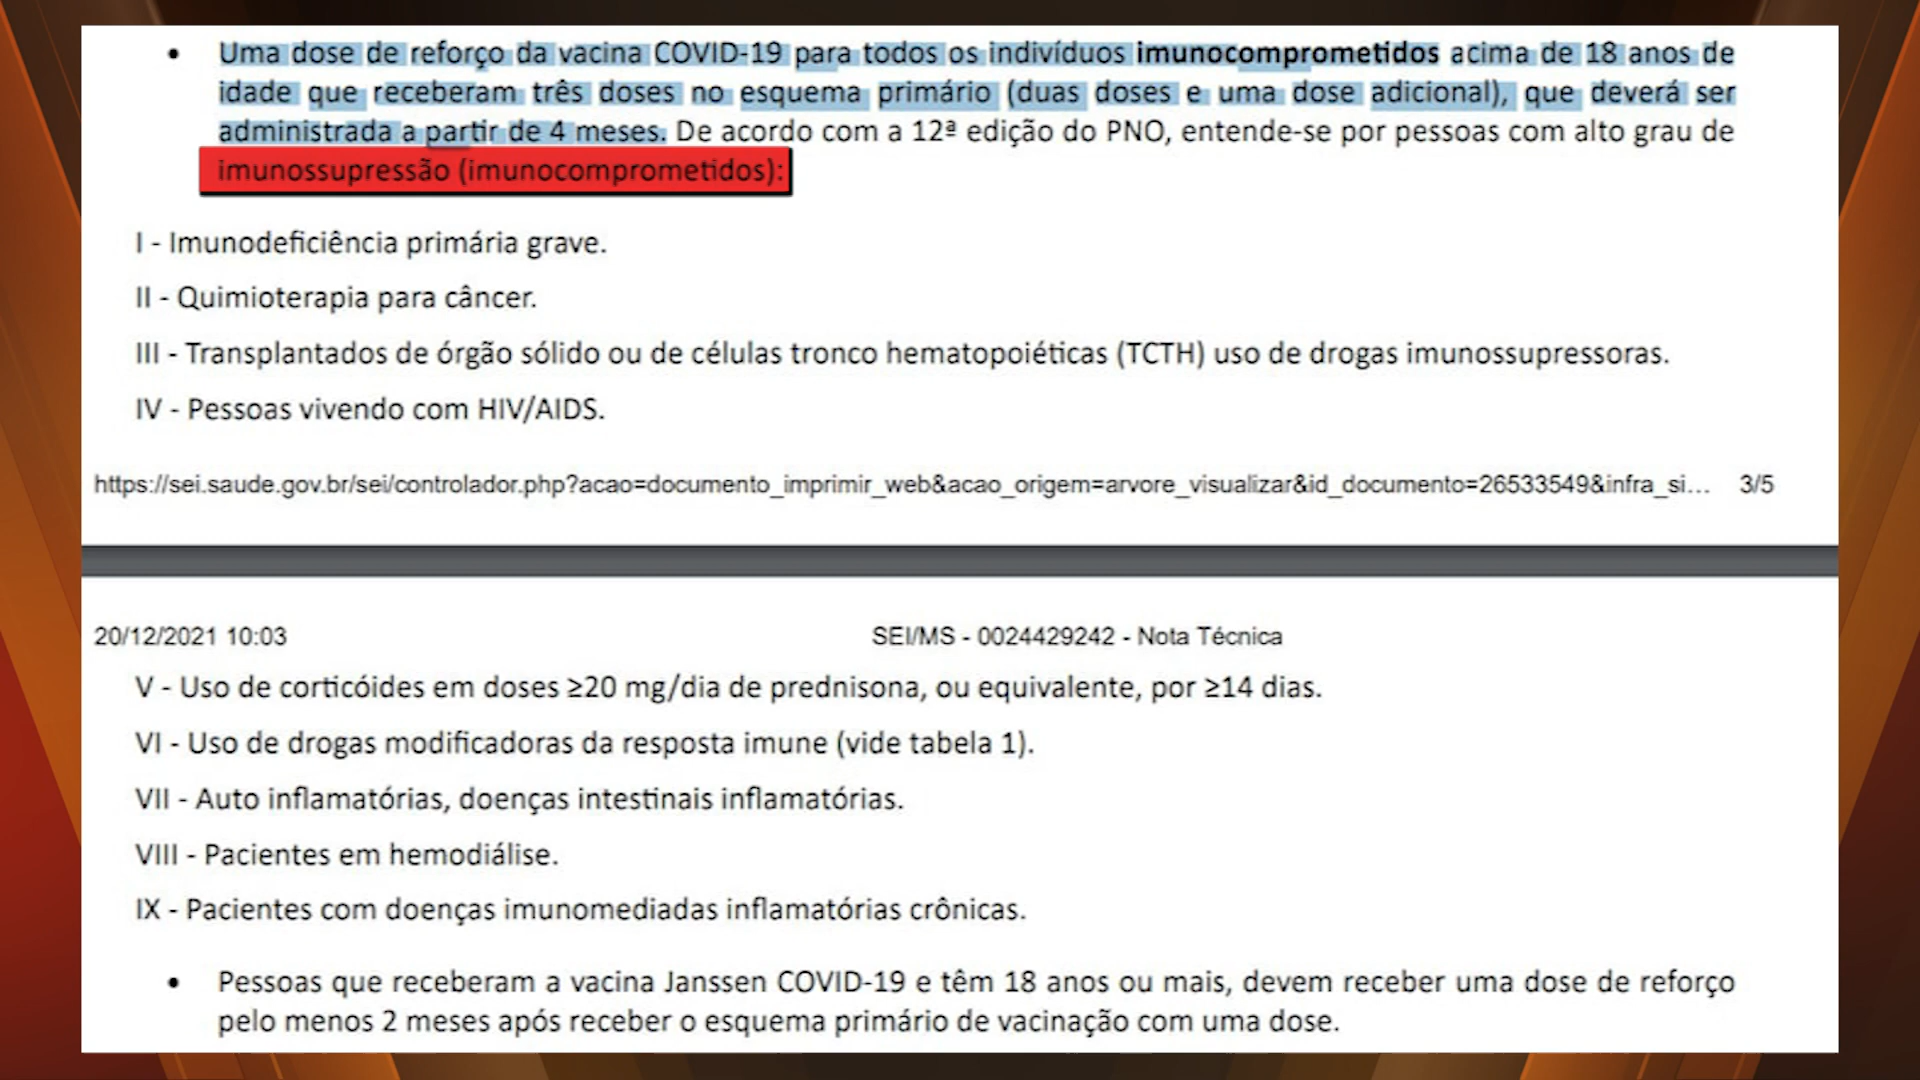 • Uma dose de reforço da vacina COVID-19 para todos os indivíduos imunocomprometidos acima de 18 anos de
idade que receberam três doses no esquema primário (duas doses e uma dose adicional), que deverá ser
administrada a partir de 4 meses. De acordo com a 12ª edição do PNO, entende-se por pessoas com alto grau de
imunossupressão (imunocomprometidos):
I - Imunodeficiência primária grave.
II - Quimioterapia para câncer.
III - Transplantados de órgão sólido ou de células tronco hematopoiéticas (TCTH) uso de drogas imunossupressoras.
IV - Pessoas vivendo com HIV/AIDS.
https://sei.saude.gov.br/sei/controlador.php?acao=documento_imprimir_web&acao_origem=arvore_visualizar&id_documento=26533549&infra_si... 3/5
20/12/2021 10:03 SEI/MS - 0024429242 - Nota Técnica
V - Uso de corticóides em doses ≥20 mg/dia de prednisona, ou equivalente, por ≥14 dias.
VI - Uso de drogas modificadoras da resposta imune (vide tabela 1).
VII - Auto inflamatórias, doenças intestinais inflamatórias.
VIII - Pacientes em hemodiálise.
IX - Pacientes com doenças imunomediadas inflamatórias crônicas.
• Pessoas que receberam a vacina Janssen COVID-19 e têm 18 anos ou mais, devem receber uma dose de reforço
pelo menos 2 meses após receber o esquema primário de vacinação com uma dose.